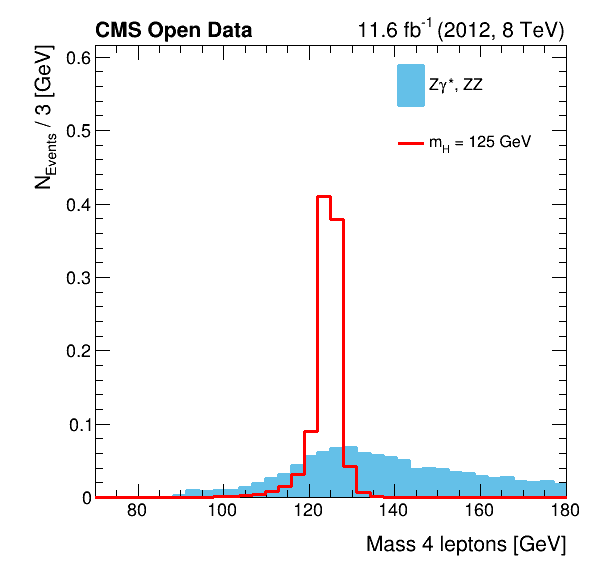 CMS Open Data
11.6 fb⁻¹ (2012, 8 TeV)
N_Events / 3 [GeV]
0.6
0.5
0.4
0.3
0.2
0.1
0
Zγ*, ZZ
m_H = 125 GeV
80 100 120 140 160 180
Mass 4 leptons [GeV]